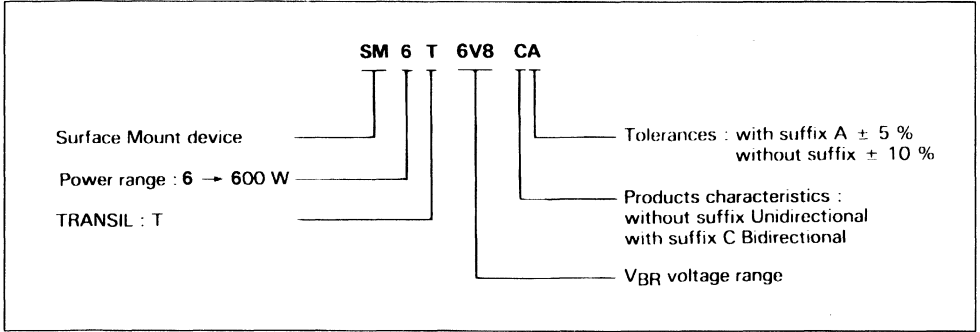 SM 6 T 6V8 CA
Surface Mount device
Power range : 6 → 600 W
TRANSIL : T
Tolerances : with suffix A ± 5 %
without suffix ± 10 %
Products characteristics :
without suffix Unidirectional
with suffix C Bidirectional
VBR voltage range